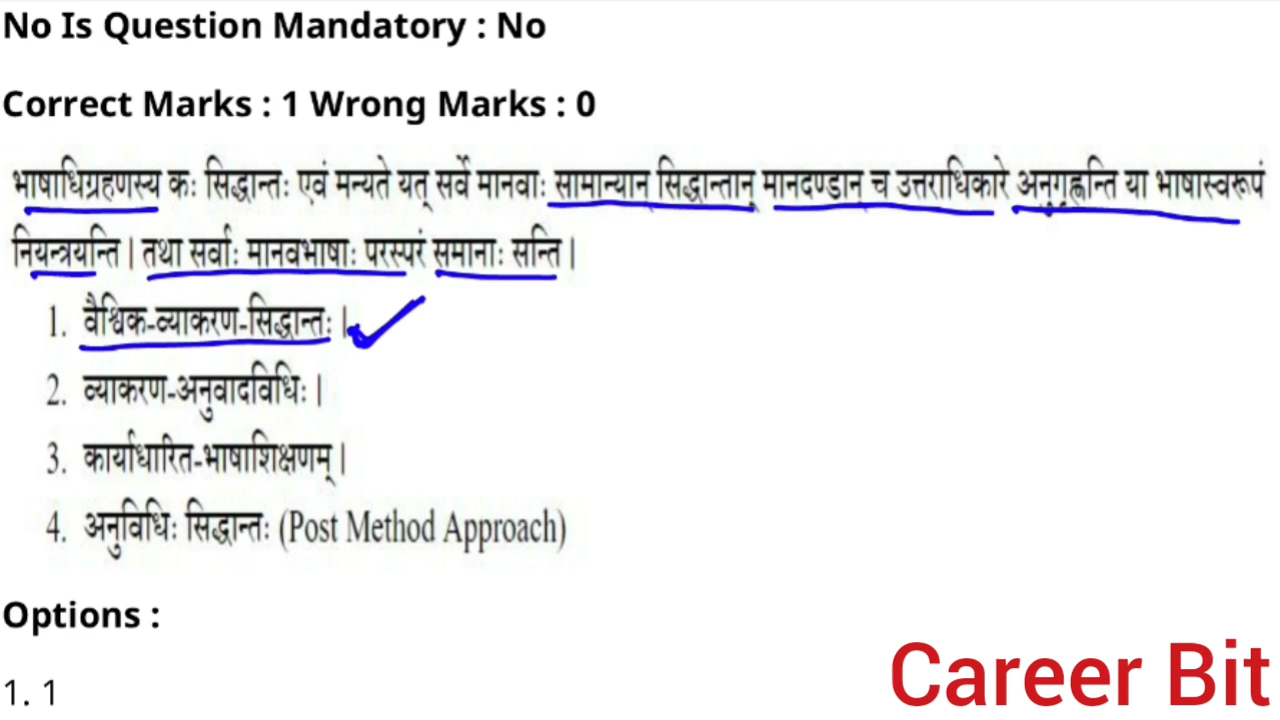 No Is Question Mandatory : No
Correct Marks : 1 Wrong Marks : 0
भाषाधिग्रहणस्य कः सिद्धान्तः एवं मन्यते यत् सर्वे मानवाः सामान्यान् सिद्धान्तान् मानदण्डान् च उत्तराधिकारे अनुगृह्णन्ति या भाषास्वरूपं
नियन्त्रयन्ति । तथा सर्वाः मानवभाषाः परस्परं समानाः सन्ति ।
1. वैश्विक-व्याकरण-सिद्धान्तः ।
2. व्याकरण-अनुवादविधिः ।
3. कार्याधारित-भाषाशिक्षणम् ।
4. अनुविधिः सिद्धान्तः (Post Method Approach)
Options :
1. 1
Career Bit